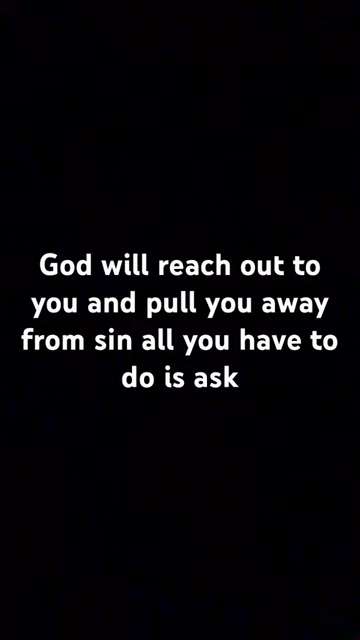 God will reach out to
you and pull you away
from sin all you have to
do is ask